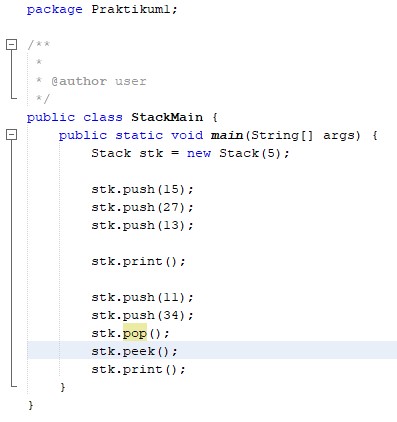 package Praktikum1;
/**
*
* @author user
*/
public class StackMain {
public static void main(String[] args) {
Stack stk = new Stack(5);
stk.push(15);
stk.push(27);
stk.push(13);
stk.print();
stk.push(11);
stk.push(34);
stk.pop();
stk.peek();
stk.print();
}
}